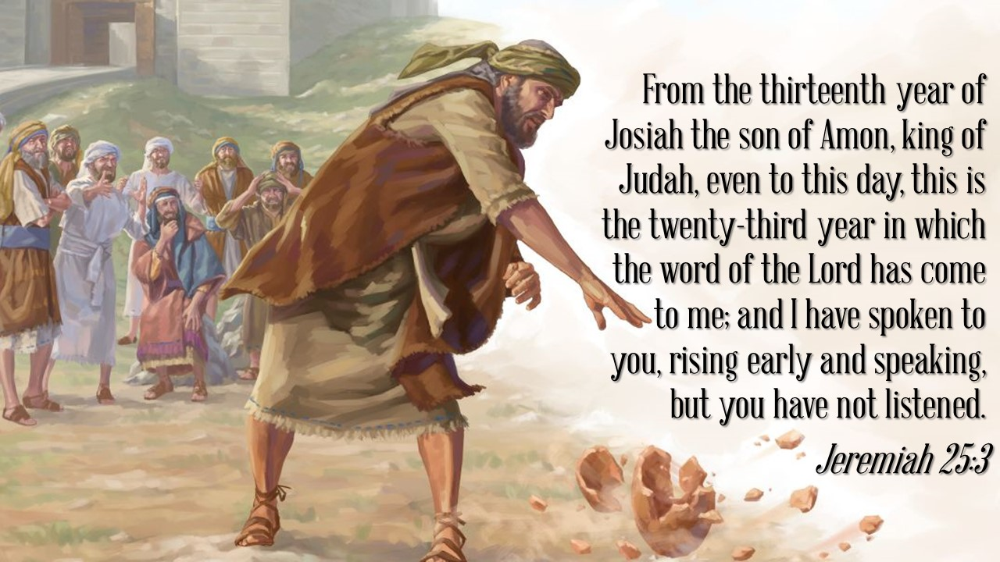 From the thirteenth year of
Josiah the son of Amon, king of
Judah, even to this day, this is
the twenty-third year in which
the word of the Lord has come
to me; and I have spoken to
you, rising early and speaking,
but you have not listened.
Jeremiah 25:3